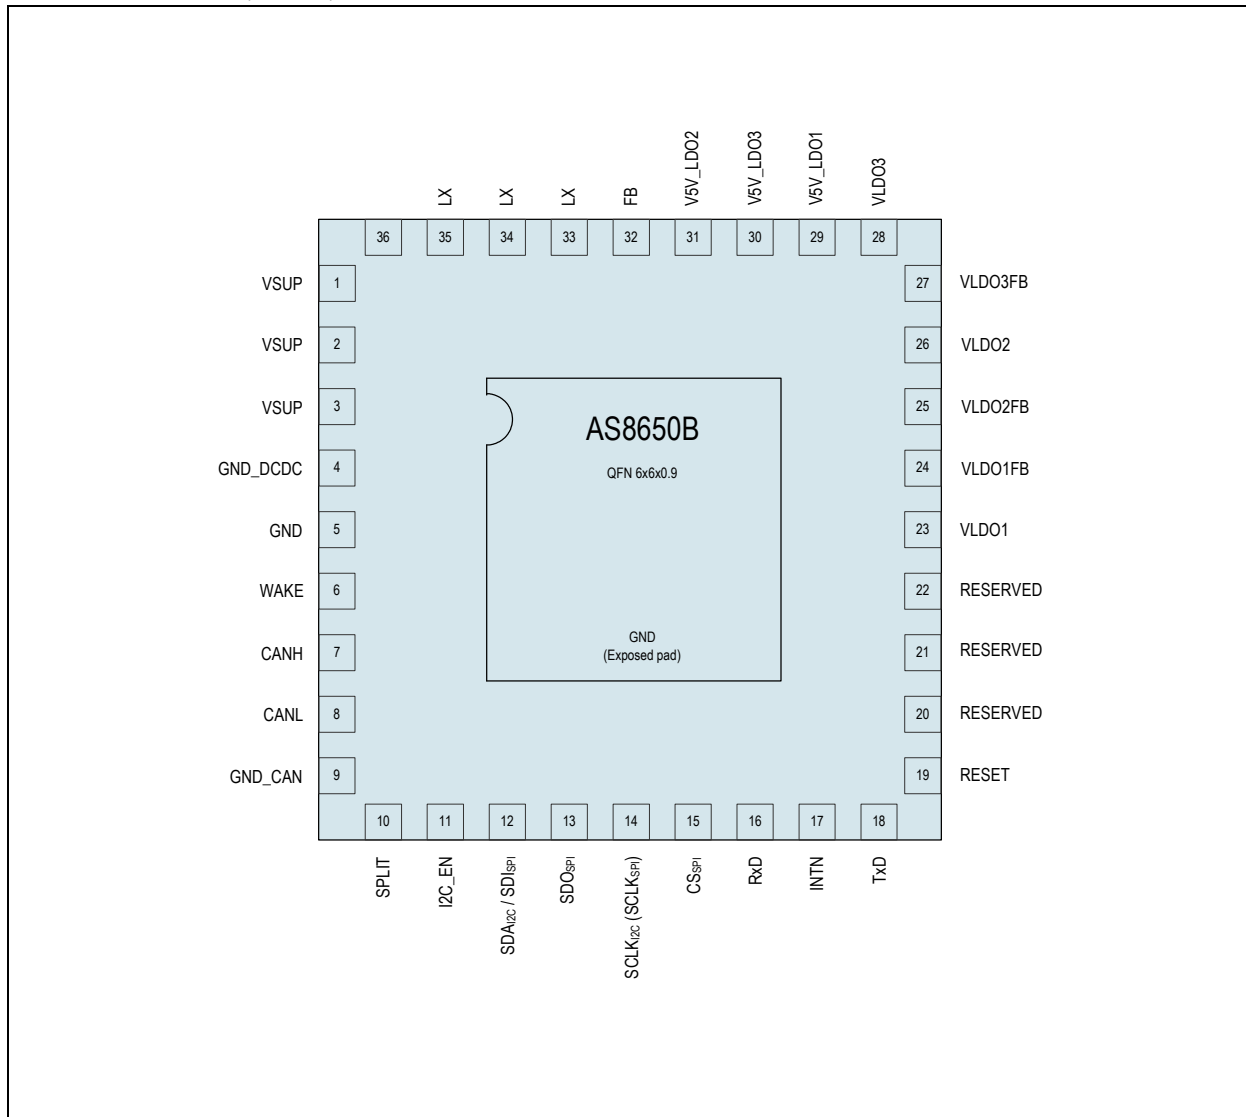 LX
LX
LX
FB
V5V_LDO2
V5V_LDO3
V5V_LDO1
VLDO3
36
35
34
33
32
31
30
29
28
VSUP 1
27 VLDO3FB
VSUP 2
26 VLDO2
VSUP 3
25 VLDO2FB
AS8650B
GND_DCDC 4
QFN 6x6x0.9
24 VLDO1FB
GND 5
23 VLDO1
WAKE 6
22 RESERVED
GND
(Exposed pad)
CANH 7
21 RESERVED
CANL 8
20 RESERVED
GND_CAN 9
19 RESET
10
11
12
13
14
15
16
17
18
SPLIT
I2C_EN
SDAI2C / SDISPI
SDOSPI
SCLKI2C (SCLKSPI)
CSSPI
RxD
INTN
TxD